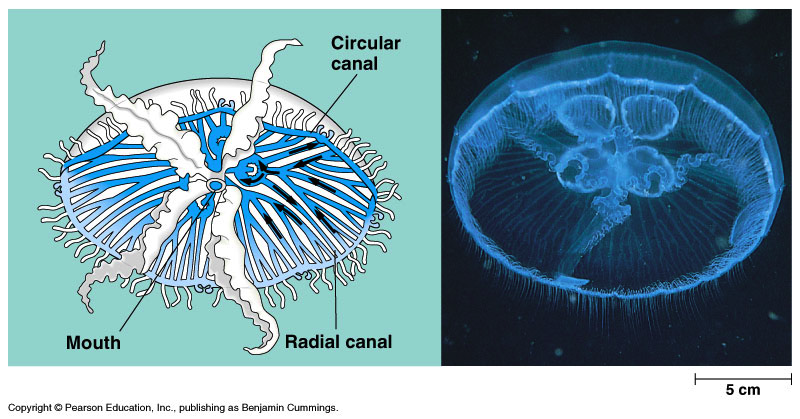 Circular
canal
Mouth
Radial canal
5 cm
Copyright © Pearson Education, Inc., publishing as Benjamin Cummings.